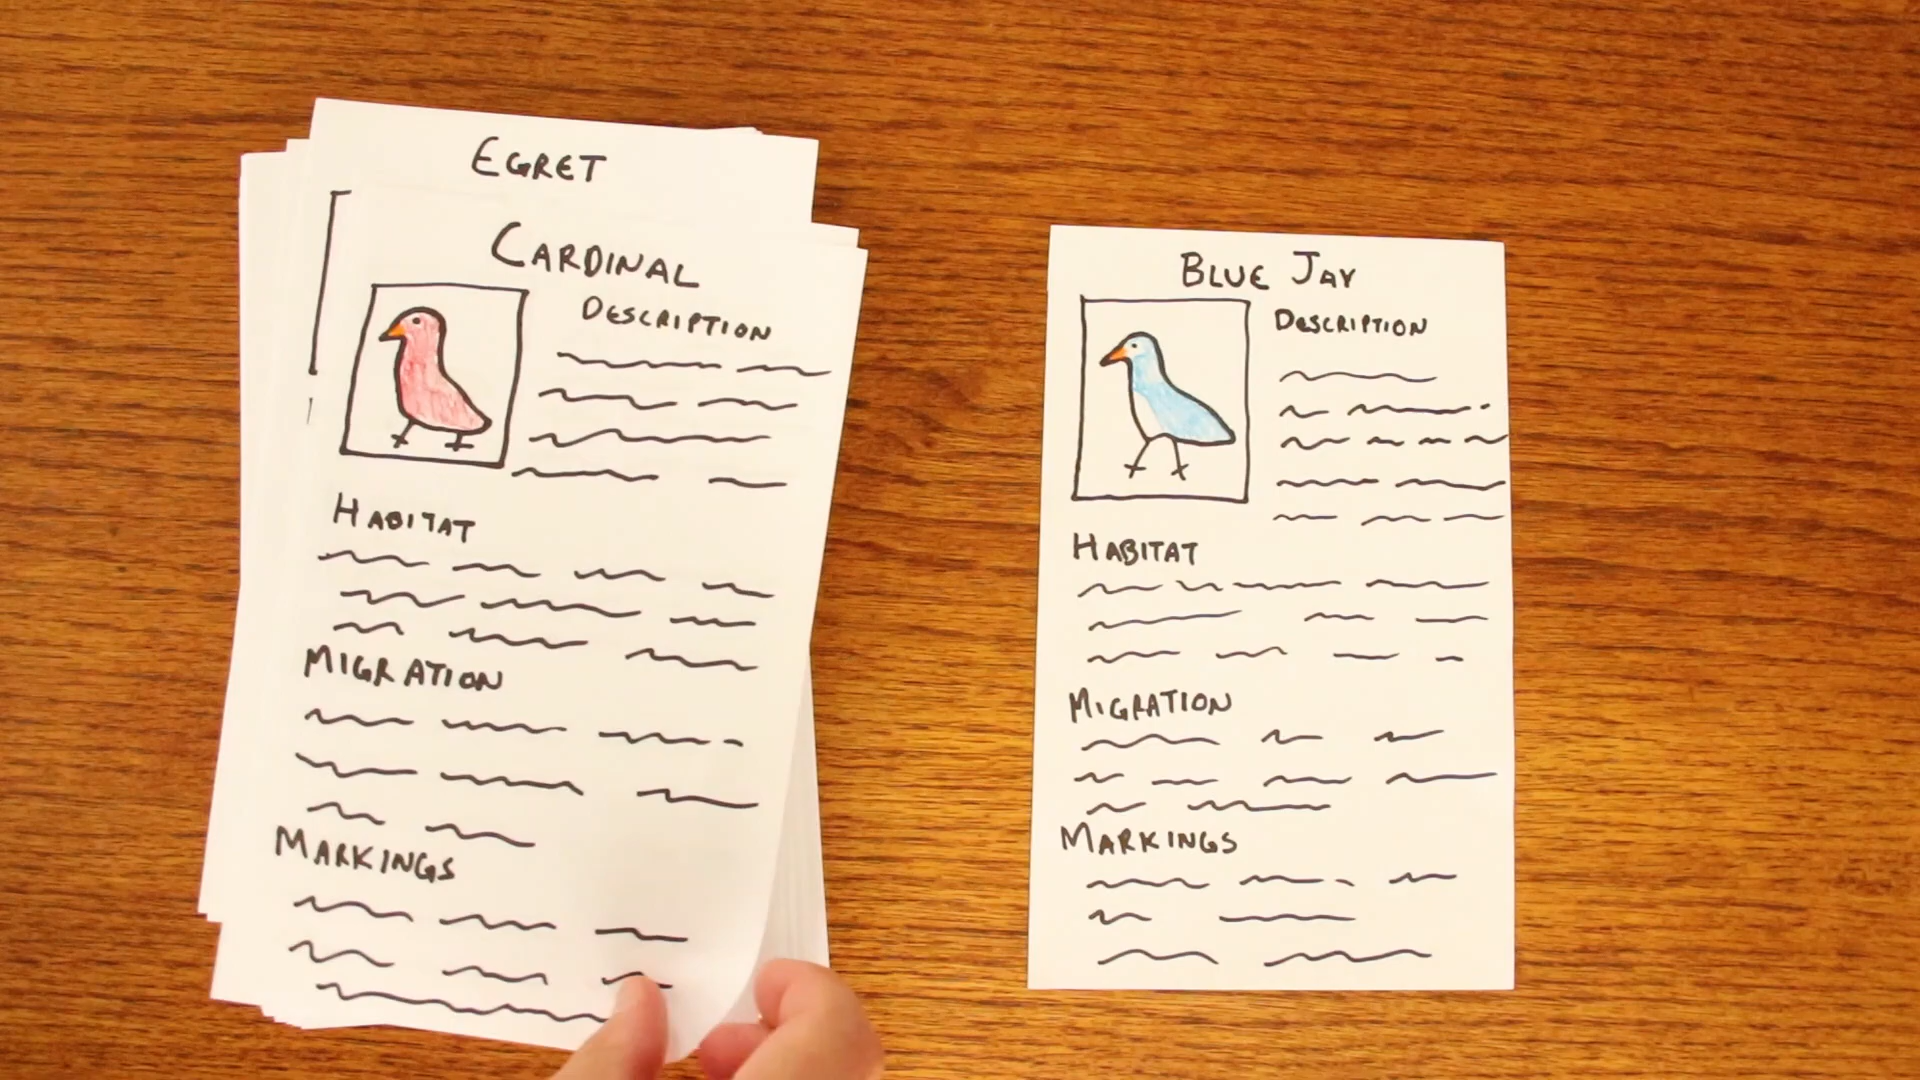 EGRET
CARDINAL
DESCRIPTION
HABITAT
MIGRATION
MARKINGS
BLUE JAY
DESCRIPTION
HABITAT
MIGRATION
MARKINGS